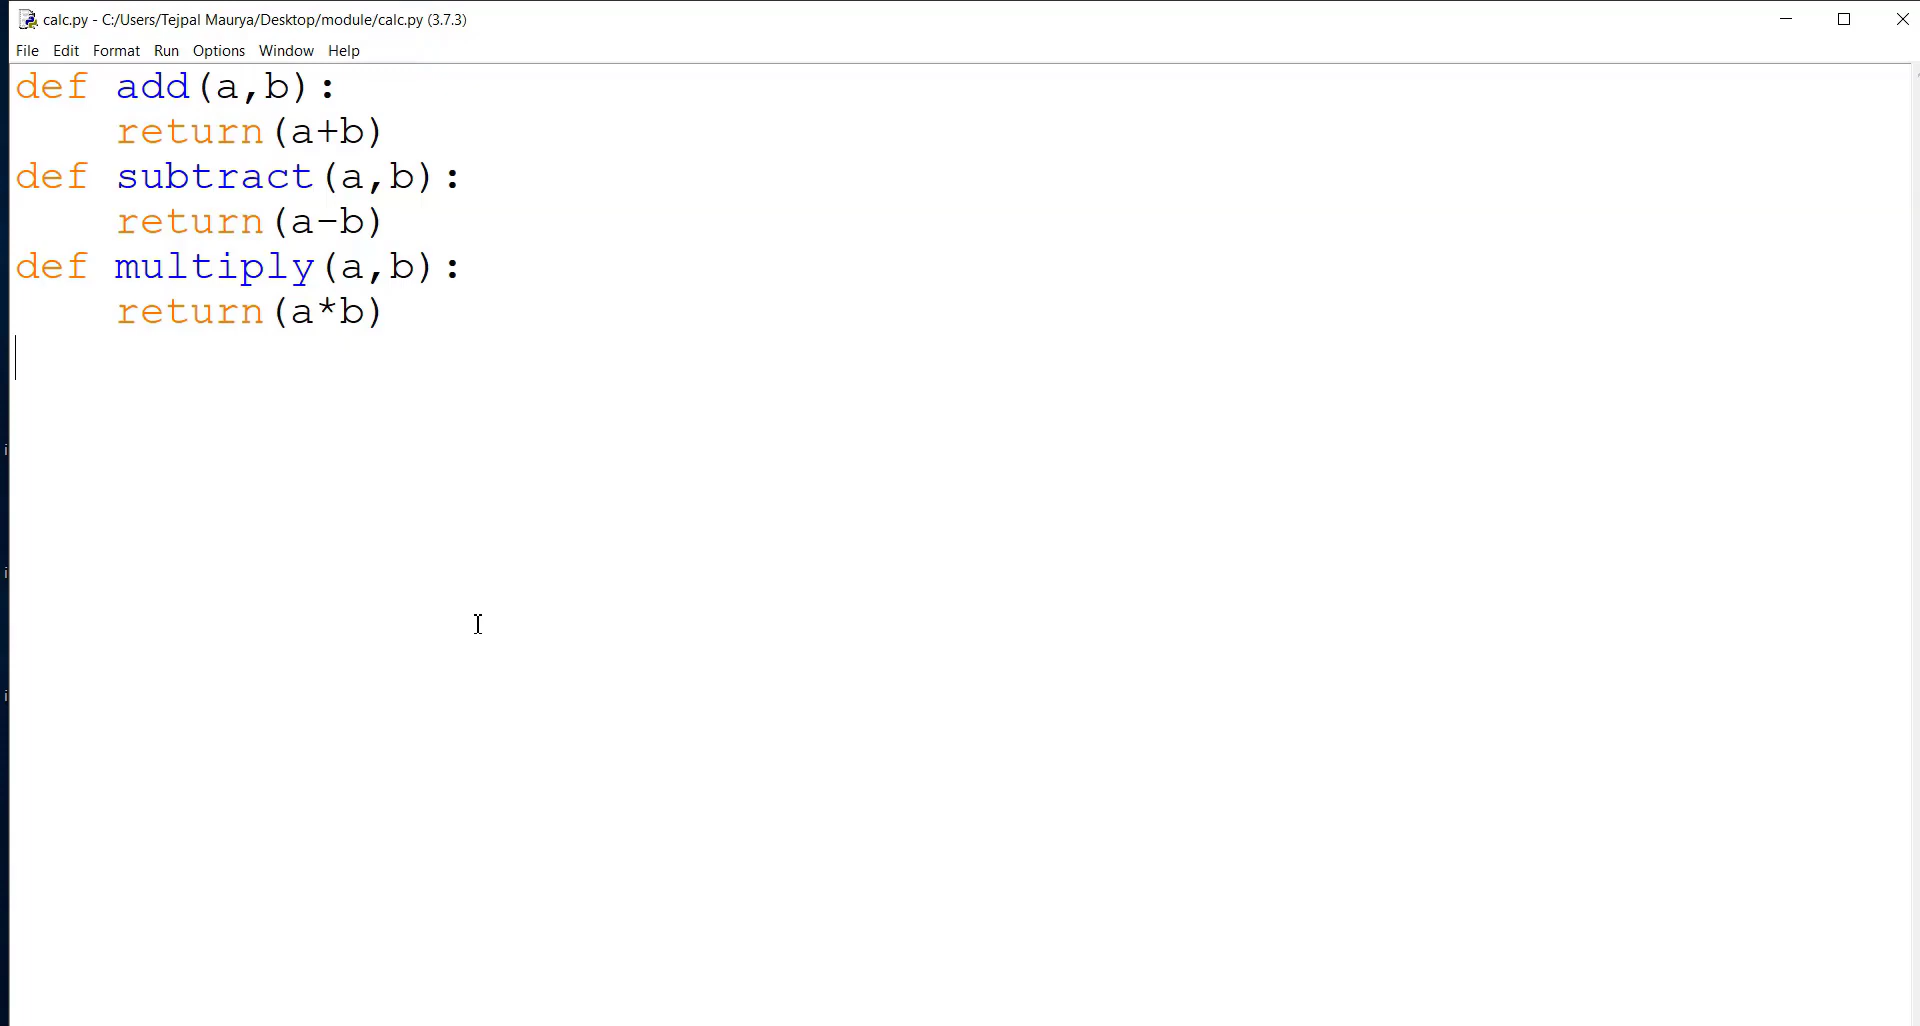 calc.py - C:/Users/Tejpal Maurya/Desktop/module/calc.py (3.7.3)
File Edit Format Run Options Window Help
def add(a,b):
      return(a+b)
def subtract(a,b):
      return(a-b)
def multiply(a,b):
      return(a*b)
i
i
i